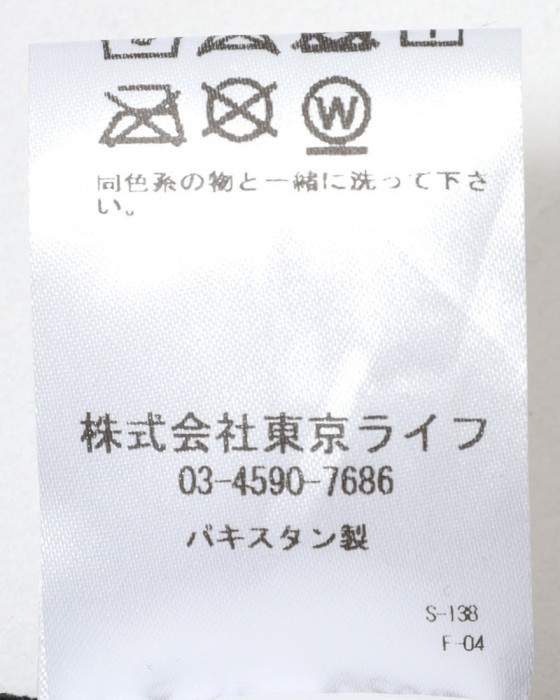 W
同色系の物と一緒に洗って下さ
い。
株式会社東京ライフ
03-4590-7686
パキスタン製
S-138
F-04